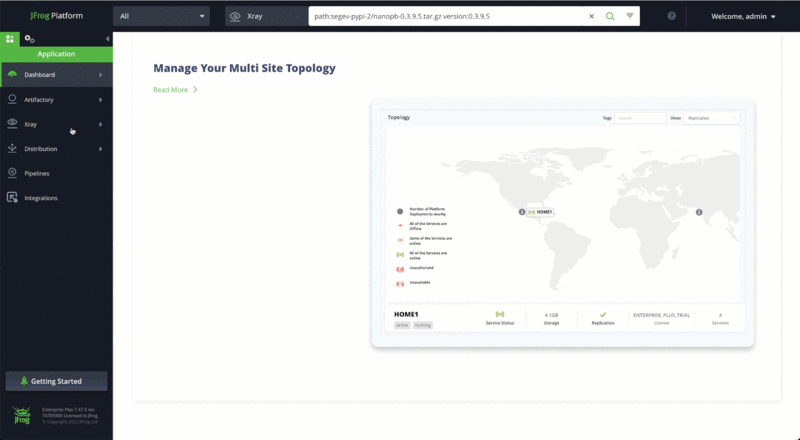 JFrog Platform
All
Xray
path:segev-pypi-2/nanopb-0.3.9.5.tar.gz version:0.3.9.5
Welcome, admin
Application
Dashboard
Artifactory
Xray
Distribution
Pipelines
Integrations
Getting Started
JFrog
Enterprise Plus 7.47.5 rev
74705900 Licensed to JFrog
© Copyright 2022 JFrog Ltd
Manage Your Multi Site Topology
Read More
Topology
Tags
Search
Show
Replication
Number of Platform
Deployments nearby
All of the Services are
Offline
Some of the Services are
online
All of the Services are
online
Unauthorized
Unavailable
2
HOME1
2
HOME1
active
running
Service Status
4.1GB
Storage
Replication
ENTERPRISE_PLUS_TRIAL
License
4
Services